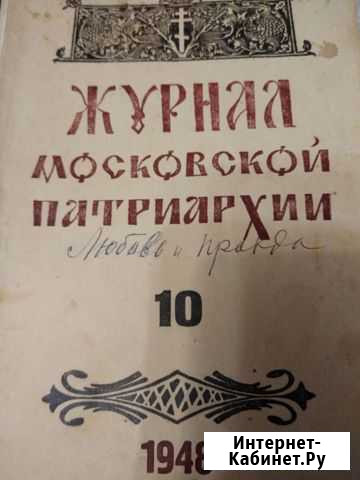 ЖУРНАЛ
МОСКОВСКОЙ
ПАТРИАРХИИ
Любовь и правда
10
1948
Интернет-
Кабинет.Ру